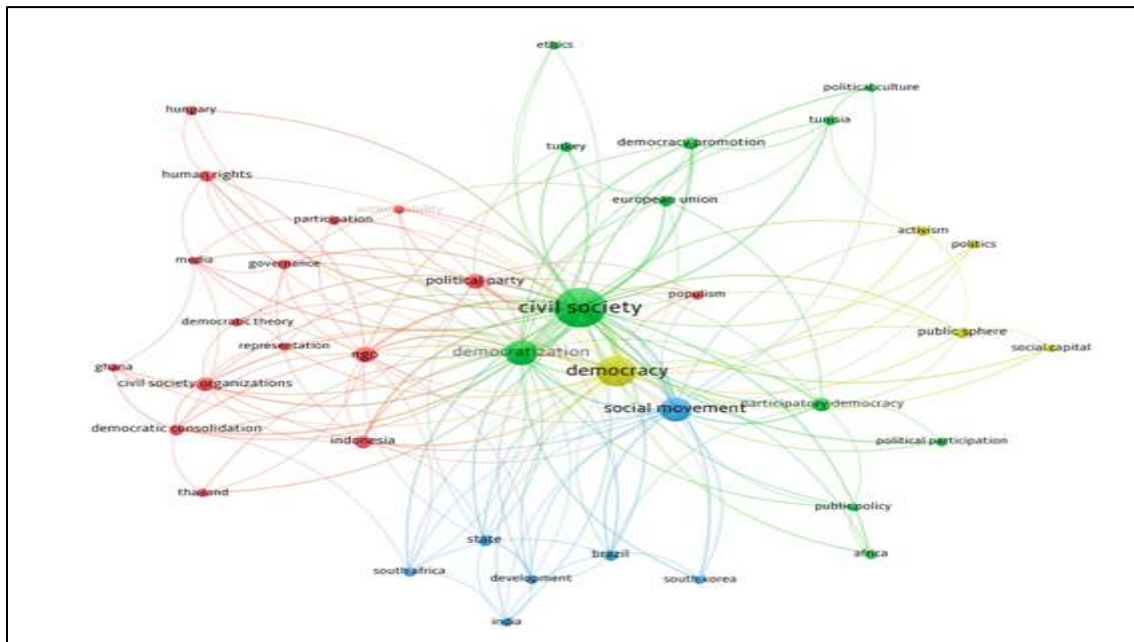 ethics
political culture
hungary
tunisia
turkey
democracy promotion
human rights
european union
accountability
participation
activism
politics
media
governance
political party
populism
civil society
democratic theory
public sphere
representation
ngo
democratization
social capital
ghana
democracy
civil society organizations
social movement
participatory democracy
democratic consolidation
indonesia
political participation
thailand
public policy
state
brazil
africa
south africa
development
south korea
india